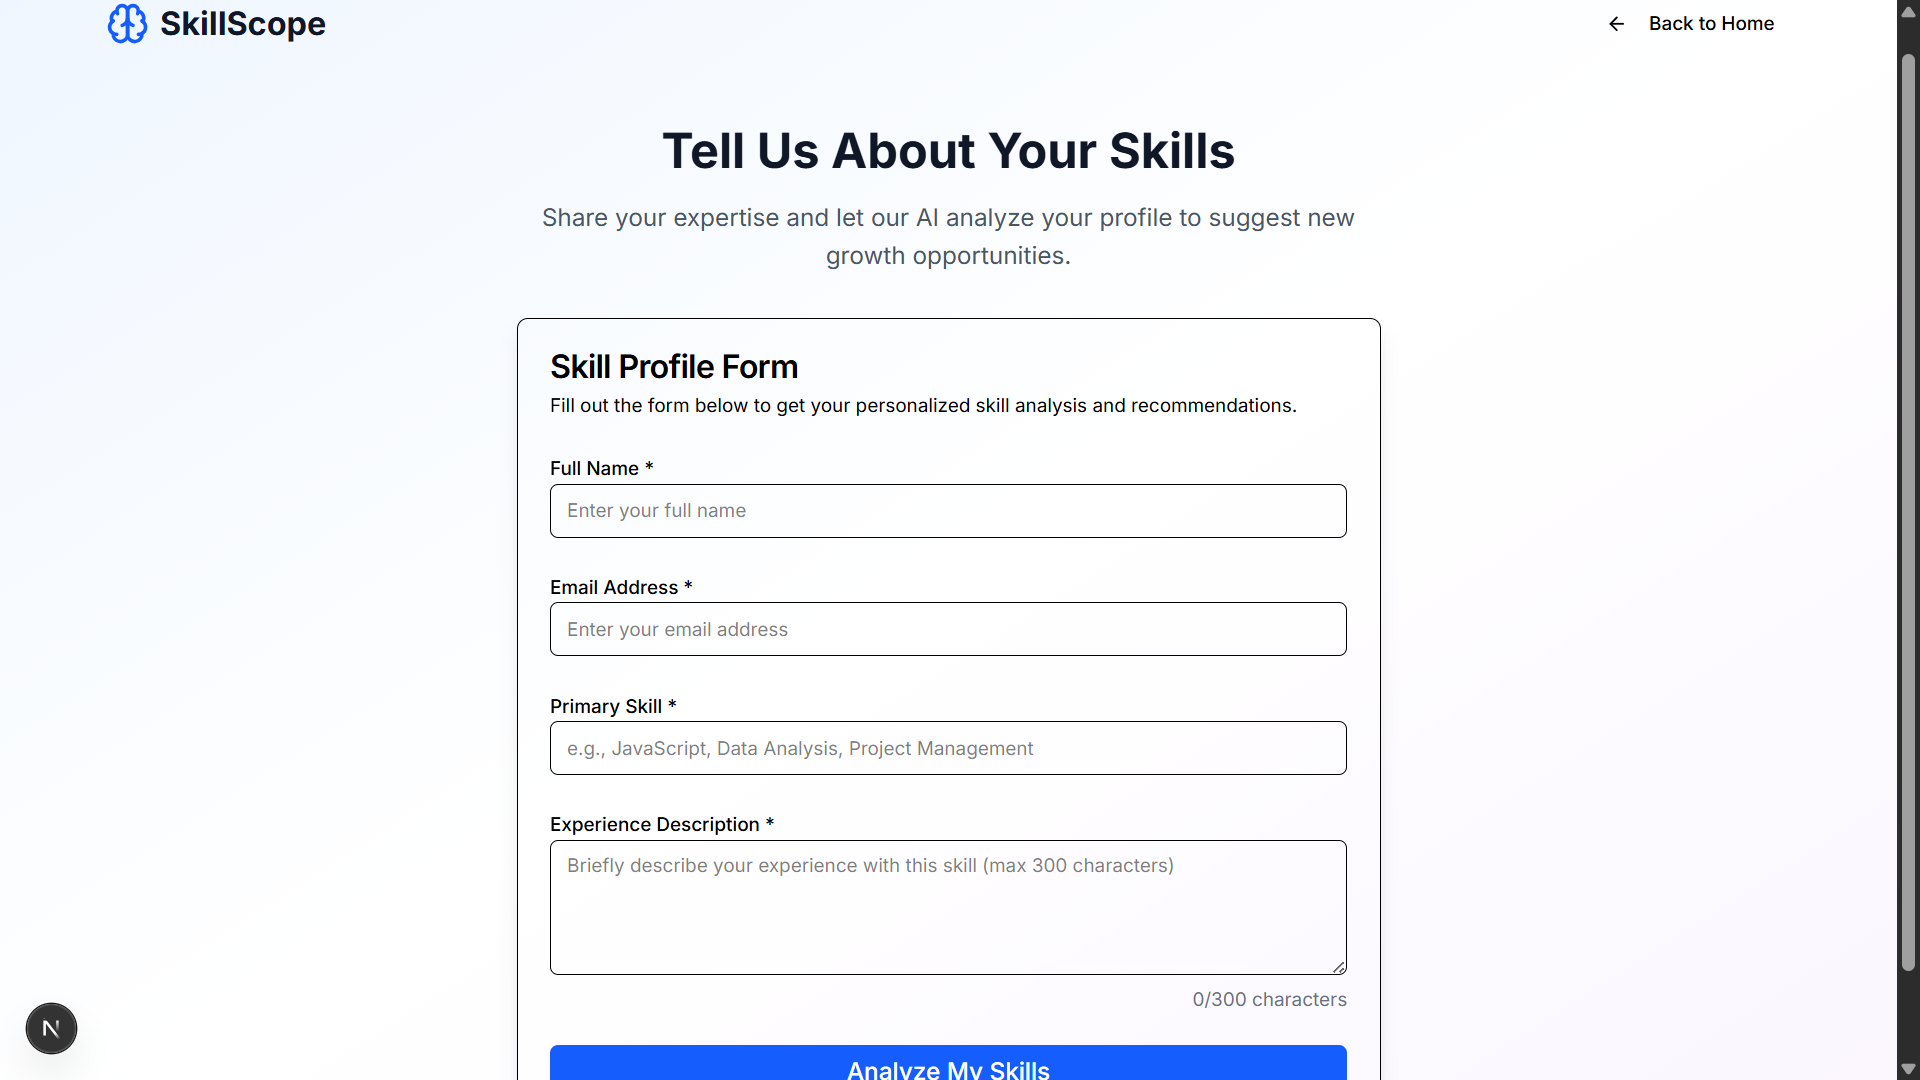 SkillScope
Back to Home
Tell Us About Your Skills
Share your expertise and let our AI analyze your profile to suggest new
growth opportunities.
Skill Profile Form
Fill out the form below to get your personalized skill analysis and recommendations.
Full Name *
Enter your full name
Email Address *
Enter your email address
Primary Skill *
e.g., JavaScript, Data Analysis, Project Management
Experience Description *
Briefly describe your experience with this skill (max 300 characters)
0/300 characters
N
Analyze My Skills